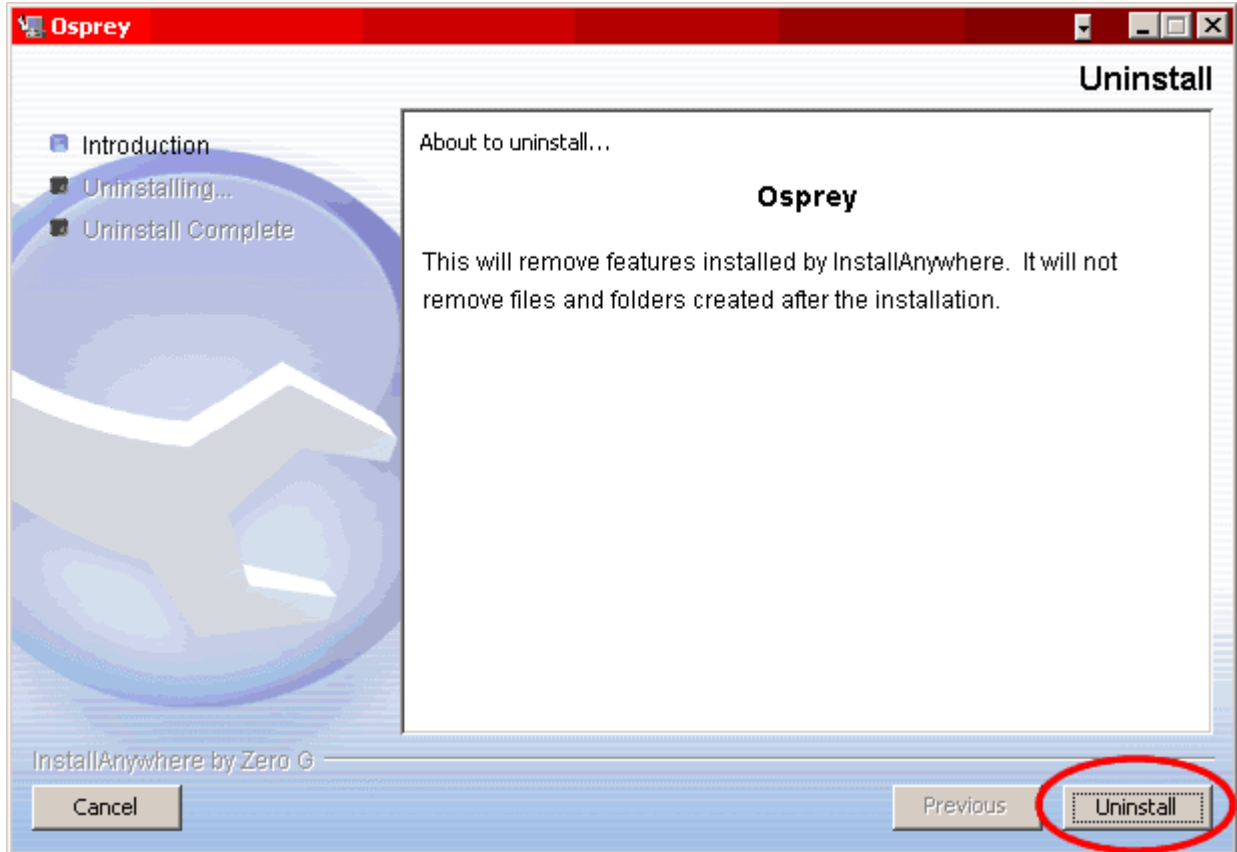 Osprey
Uninstall
Introduction
Uninstalling...
Uninstall Complete
About to uninstall...
Osprey
This will remove features installed by InstallAnywhere. It will not
remove files and folders created after the installation.
InstallAnywhere by Zero G
Cancel
Previous
Uninstall